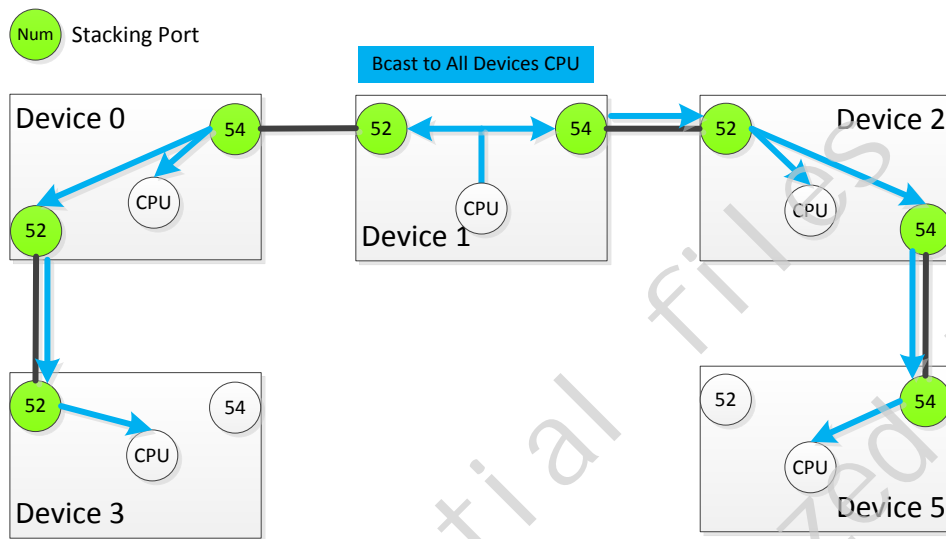 Num Stacking Port
Bcast to All Devices CPU
Device 0
54
CPU
52
52
54
CPU
Device 1
52
Device 2
CPU
54
52
54
CPU
Device 3
52
54
CPU
Device 5
files